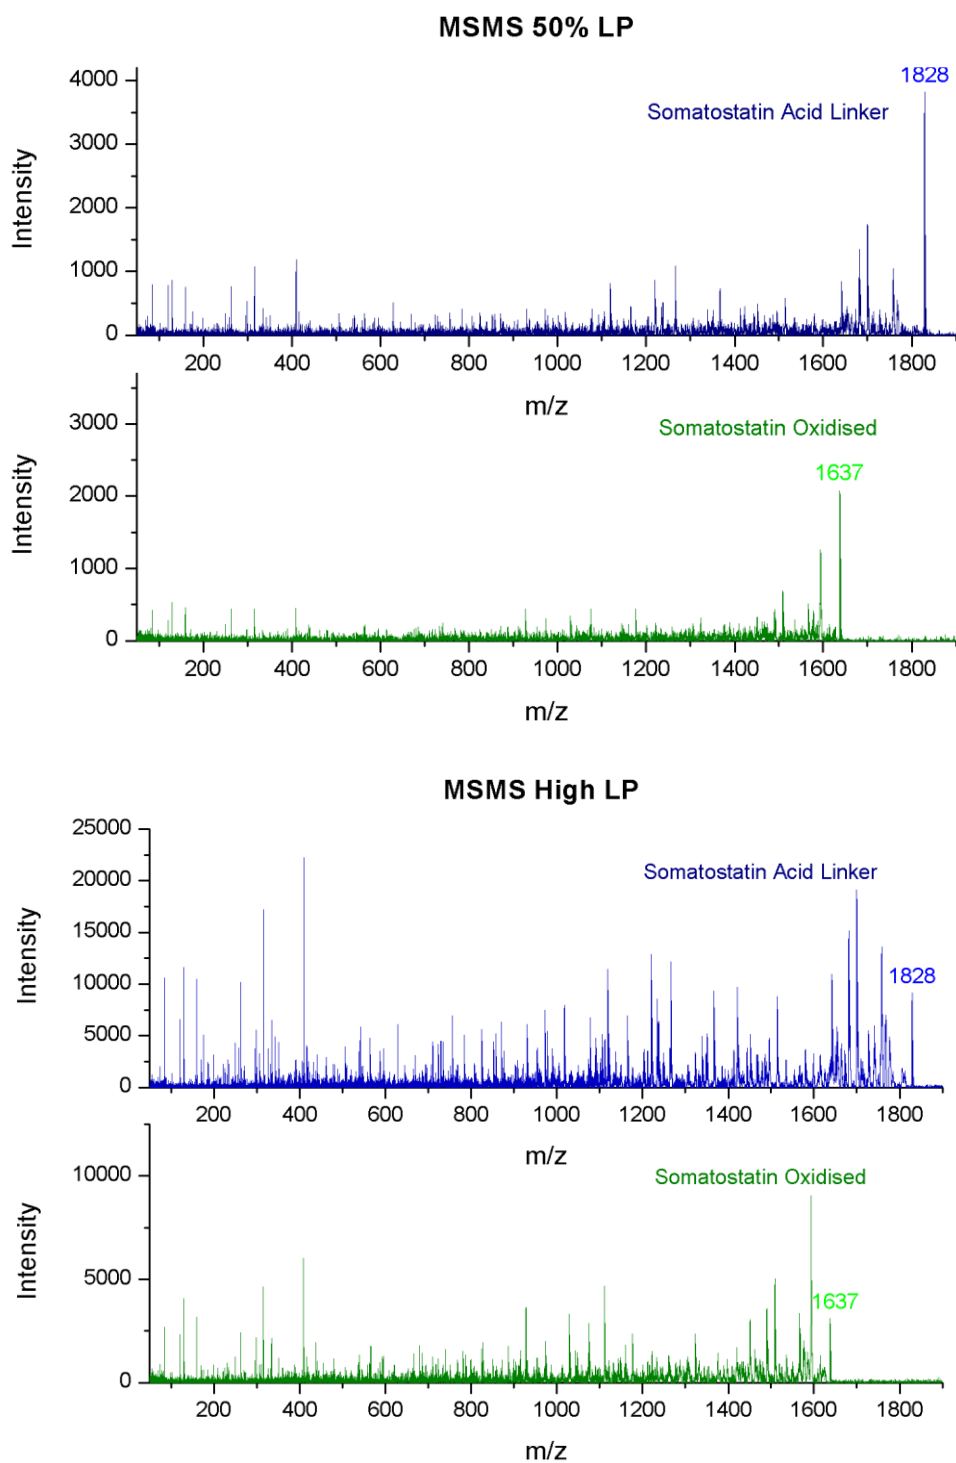 MSMS 50% LP
1828
4000
Somatostatin Acid Linker
3000
Intensity
2000
1000
0
200 400 600 800 1000 1200 1400 1600 1800
m/z
3000
Somatostatin Oxidised
1637
Intensity
2000
1000
0
200 400 600 800 1000 1200 1400 1600 1800
m/z
MSMS High LP
25000
Somatostatin Acid Linker
20000
15000
Intensity
1828
10000
5000
0
200 400 600 800 1000 1200 1400 1600 1800
m/z
Somatostatin Oxidised
10000
Intensity
5000
1637
0
200 400 600 800 1000 1200 1400 1600 1800
m/z